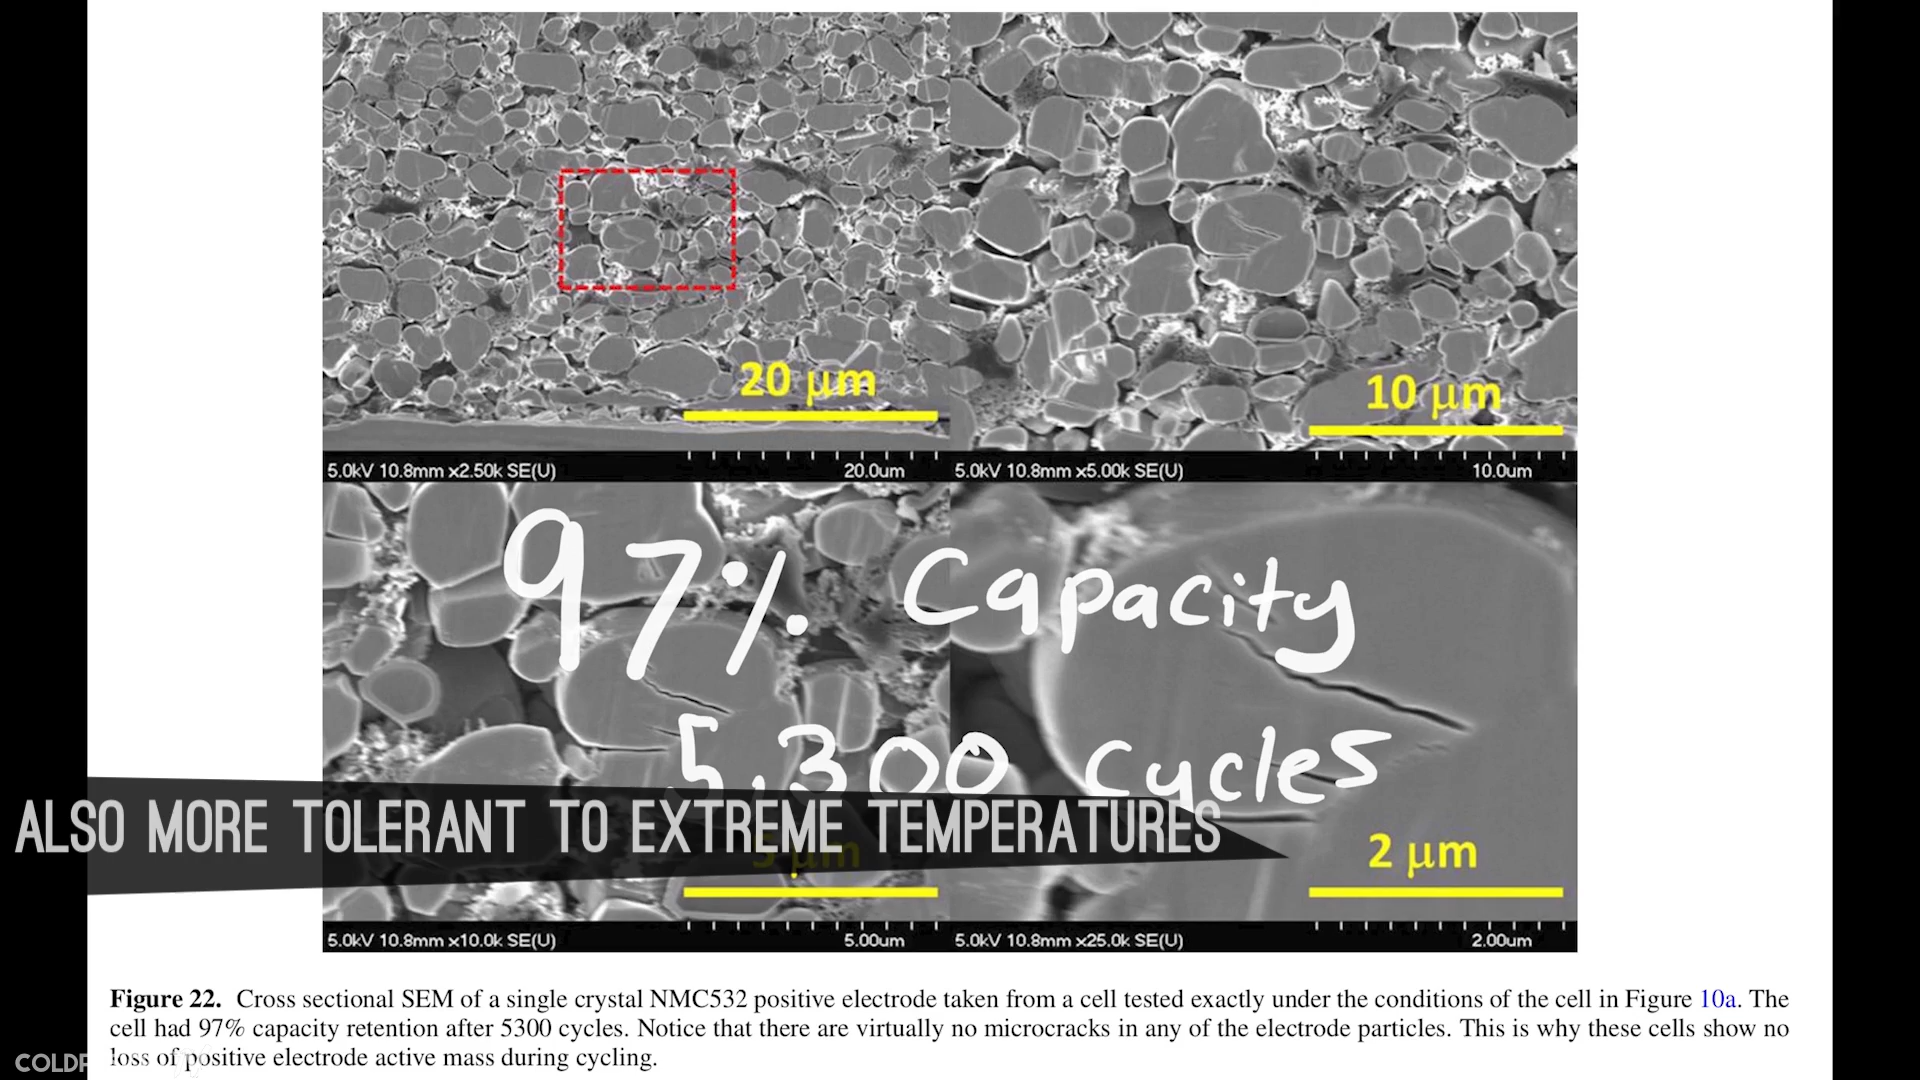 20 μm
10 μm
5.0kV 10.8mm x2.50k SE(U) 20.0um
5.0kV 10.8mm x5.00k SE(U) 10.0um
97% Capacity
5,300 cycles
ALSO MORE TOLERANT TO EXTREME TEMPERATURES
5 μm
2 μm
5.0kV 10.8mm x10.0k SE(U) 5.00um
5.0kV 10.8mm x25.0k SE(U) 2.00um
Figure 22. Cross sectional SEM of a single crystal NMC532 positive electrode taken from a cell tested exactly under the conditions of the cell in Figure 10a. The
cell had 97% capacity retention after 5300 cycles. Notice that there are virtually no microcracks in any of the electrode particles. This is why these cells show no
loss of positive electrode active mass during cycling.